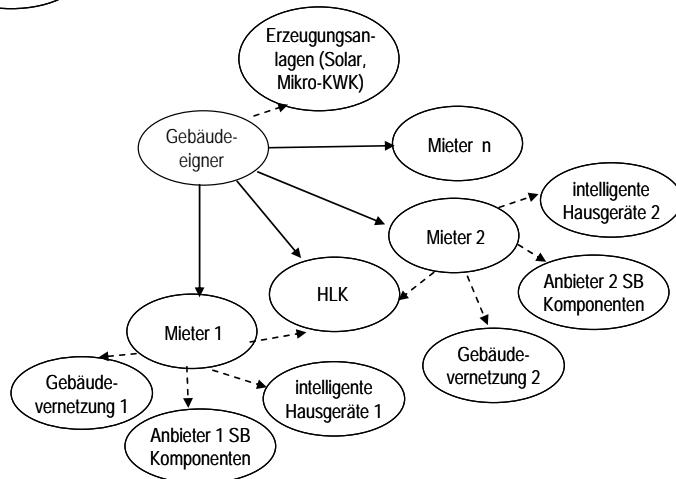 Erzeugungsan-
lagen (Solar,
Mikro-KWK)
Gebäude-
eigner
Mieter n
intelligente
Hausgeräte 2
Mieter 2
Anbieter 2 SB
Komponenten
HLK
Mieter 1
Gebäude-
vernetzung 2
Gebäude-
vernetzung 1
intelligente
Hausgeräte 1
Anbieter 1 SB
Komponenten